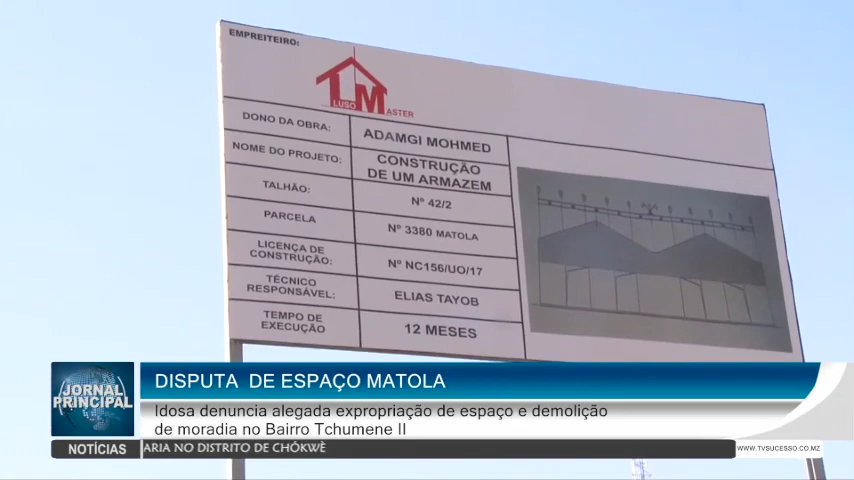 EMPREITEIRO:
LUSO MASTER
DONO DA OBRA: ADAMGI MOHMED
NOME DO PROJETO: CONSTRUÇÃO
DE UM ARMAZEM
TALHÃO: Nº 42/2
PARCELA Nº 3380 MATOLA
LICENÇA DE
CONSTRUÇÃO: Nº NC156/UO/17
TÉCNICO
RESPONSÁVEL: ELIAS TAYOB
TEMPO DE
EXECUÇÃO 12 MESES
JORNAL
PRINCIPAL
DISPUTA DE ESPAÇO MATOLA
Idosa denuncia alegada expropriação de espaço e demolição
de moradia no Bairro Tchumene II
NOTÍCIAS
ARIA NO DISTRITO DE CHÓKWÈ
WWW.TVSUCESSO.CO.MZ